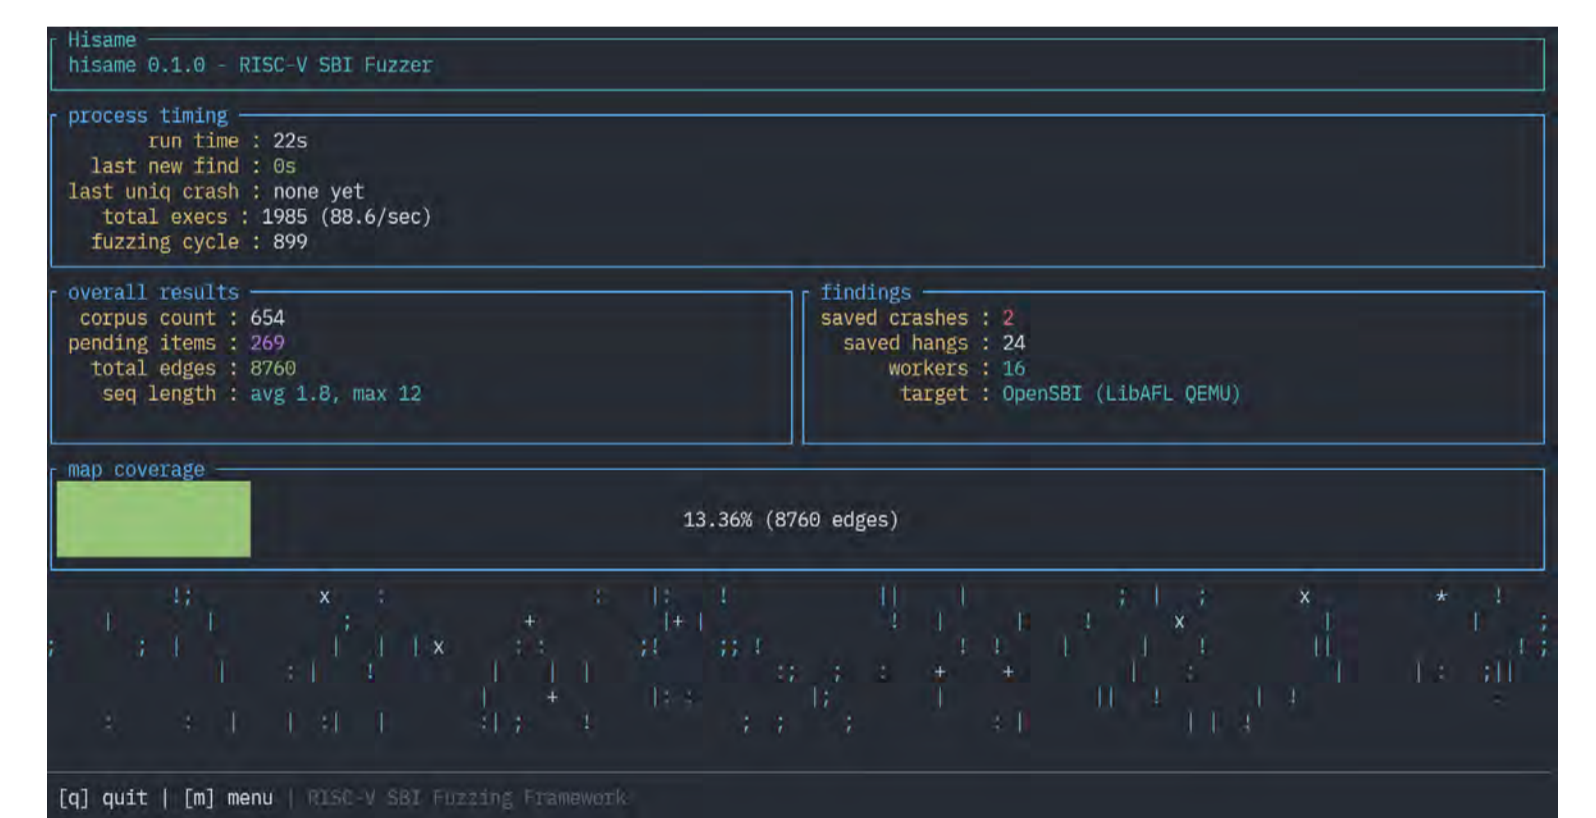 Hisame
hisame 0.1.0 - RISC-V SBI Fuzzer
process timing
run time : 22s
last new find : 0s
last uniq crash : none yet
total execs : 1985 (88.6/sec)
fuzzing cycle : 899
overall results
corpus count : 654
pending items : 269
total edges : 8760
seq length : avg 1.8, max 12
findings
saved crashes : 2
saved hangs : 24
workers : 16
target : OpenSBI (LibAFL QEMU)
map coverage
13.36% (8760 edges)
[q] quit | [m] menu | RISC-V SBI Fuzzing Framework